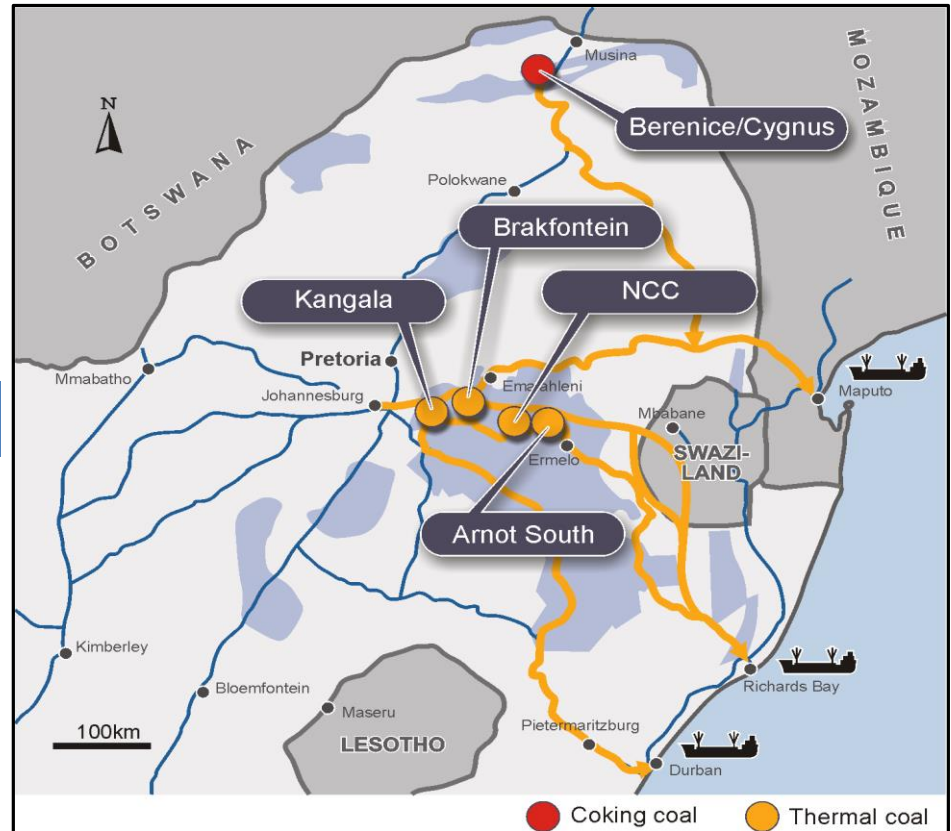 Musina
MOZAMBIQUE
N
Berenice/Cygnus
BOTSWANA
Polokwane
Brakfontein
Kangala
NCC
Pretoria
Mmabatho
Emalahleni
Johannesburg
Mbabane
Maputo
SWAZI-
LAND
Ermelo
Arnot South
Kimberley
Richards Bay
Bloemfontein
Maseru
Pietermaritzburg
100km
LESOTHO
Durban
Coking coal
Thermal coal